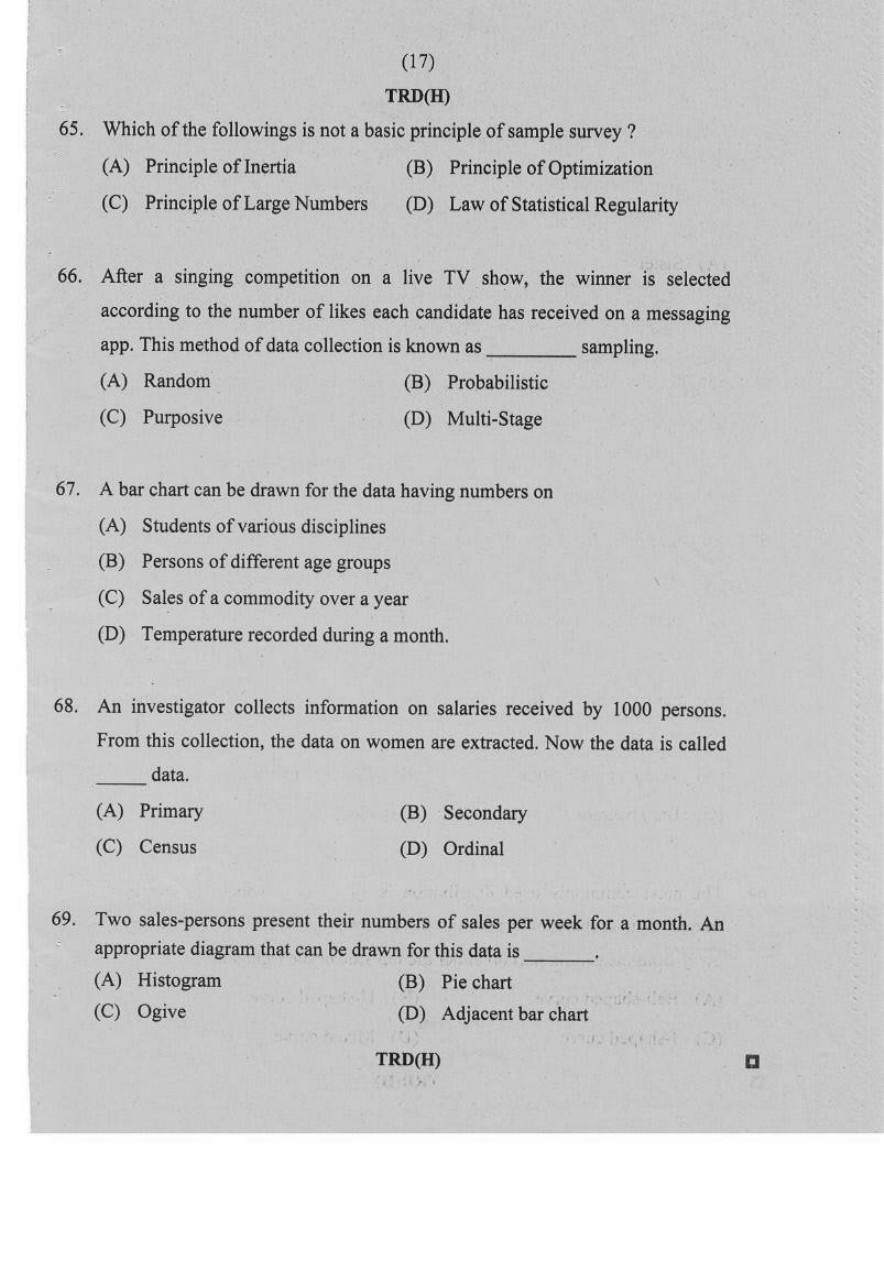 (17)
TRD(H)
65. Which of the followings is not a basic principle of sample survey ?
(A) Principle of Inertia (B) Principle of Optimization
(C) Principle of Large Numbers (D) Law of Statistical Regularity
66. After a singing competition on a live TV show, the winner is selected
according to the number of likes each candidate has received on a messaging
app. This method of data collection is known as _________ sampling.
(A) Random (B) Probabilistic
(C) Purposive (D) Multi-Stage
67. A bar chart can be drawn for the data having numbers on
(A) Students of various disciplines
(B) Persons of different age groups
(C) Sales of a commodity over a year
(D) Temperature recorded during a month.
68. An investigator collects information on salaries received by 1000 persons.
From this collection, the data on women are extracted. Now the data is called
_____ data.
(A) Primary (B) Secondary
(C) Census (D) Ordinal
69. Two sales-persons present their numbers of sales per week for a month. An
appropriate diagram that can be drawn for this data is _______.
(A) Histogram (B) Pie chart
(C) Ogive (D) Adjacent bar chart
TRD(H)